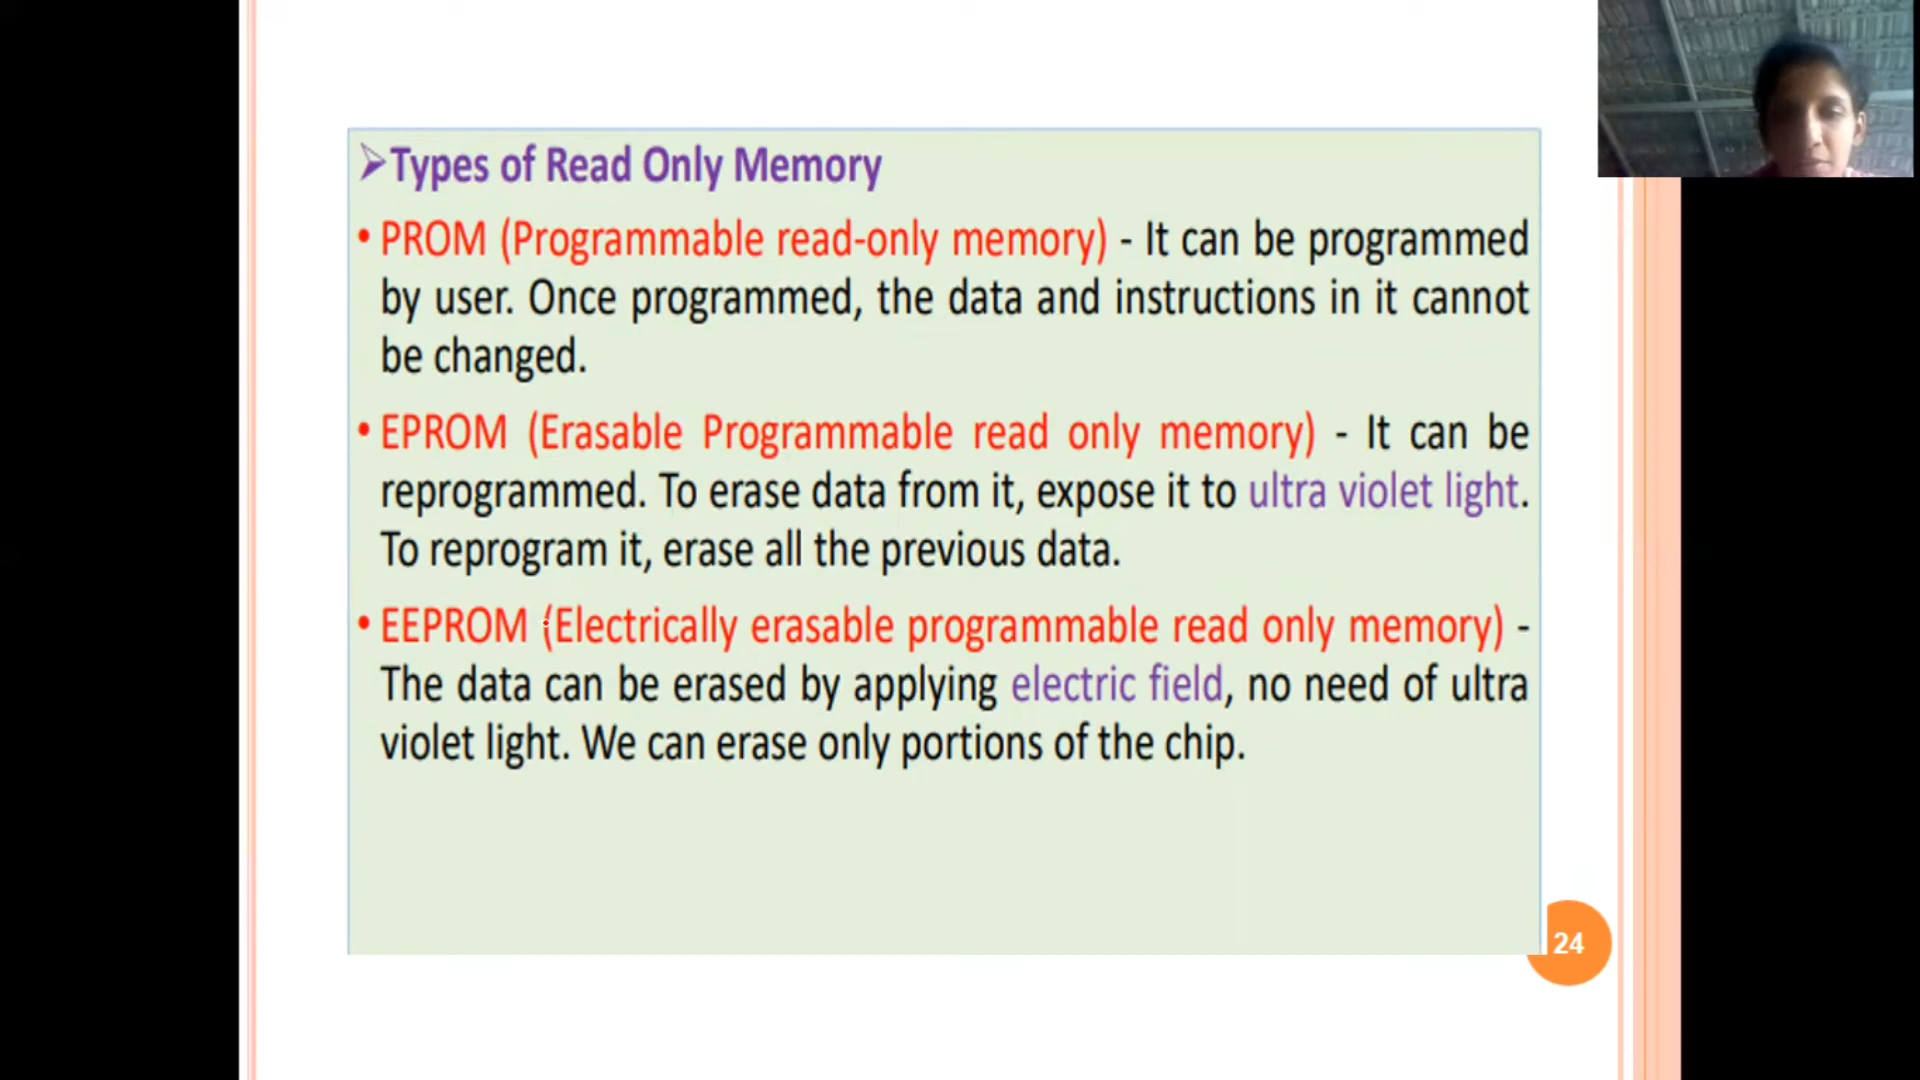 ➢Types of Read Only Memory
• PROM (Programmable read-only memory) - It can be programmed
by user. Once programmed, the data and instructions in it cannot
be changed.
• EPROM (Erasable Programmable read only memory) - It can be
reprogrammed. To erase data from it, expose it to ultra violet light.
To reprogram it, erase all the previous data.
• EEPROM (Electrically erasable programmable read only memory) -
The data can be erased by applying electric field, no need of ultra
violet light. We can erase only portions of the chip.
24